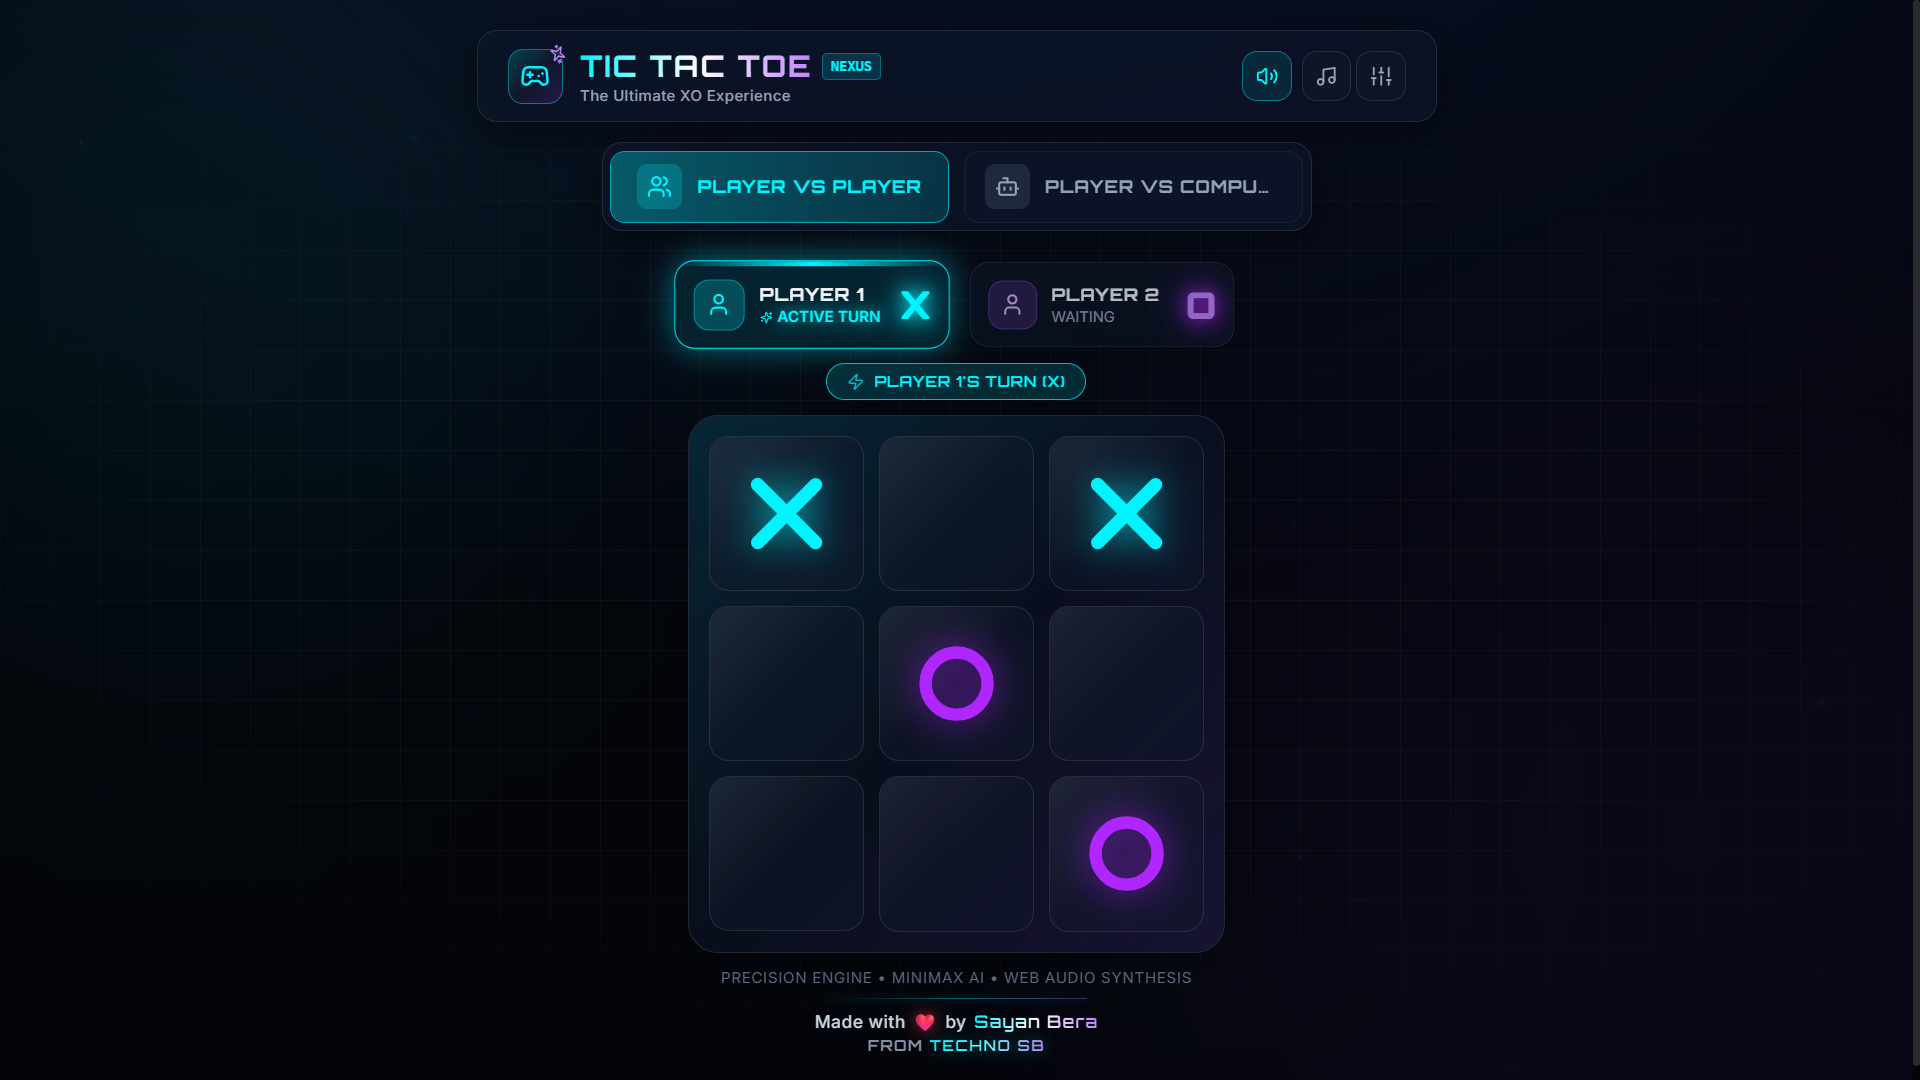 TIC TAC TOE NEXUS
The Ultimate XO Experience
PLAYER VS PLAYER
PLAYER VS COMPU...
PLAYER 1
ACTIVE TURN
X
PLAYER 2
WAITING
O
PLAYER 1'S TURN (X)
PRECISION ENGINE • MINIMAX AI • WEB AUDIO SYNTHESIS
Made with ❤️ by Sayan Bera
FROM TECHNO SB